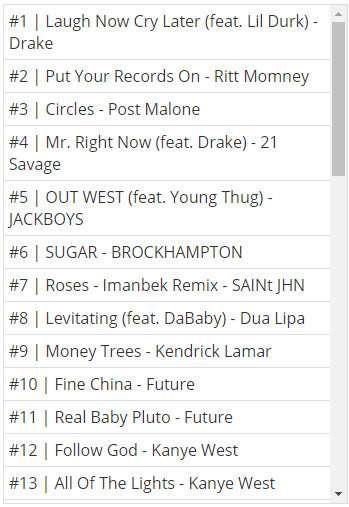 #1 | Laugh Now Cry Later (feat. Lil Durk) -
Drake
#2 | Put Your Records On - Ritt Momney
#3 | Circles - Post Malone
#4 | Mr. Right Now (feat. Drake) - 21
Savage
#5 | OUT WEST (feat. Young Thug) -
JACKBOYS
#6 | SUGAR - BROCKHAMPTON
#7 | Roses - Imanbek Remix - SAINt JHN
#8 | Levitating (feat. DaBaby) - Dua Lipa
#9 | Money Trees - Kendrick Lamar
#10 | Fine China - Future
#11 | Real Baby Pluto - Future
#12 | Follow God - Kanye West
#13 | All Of The Lights - Kanye West